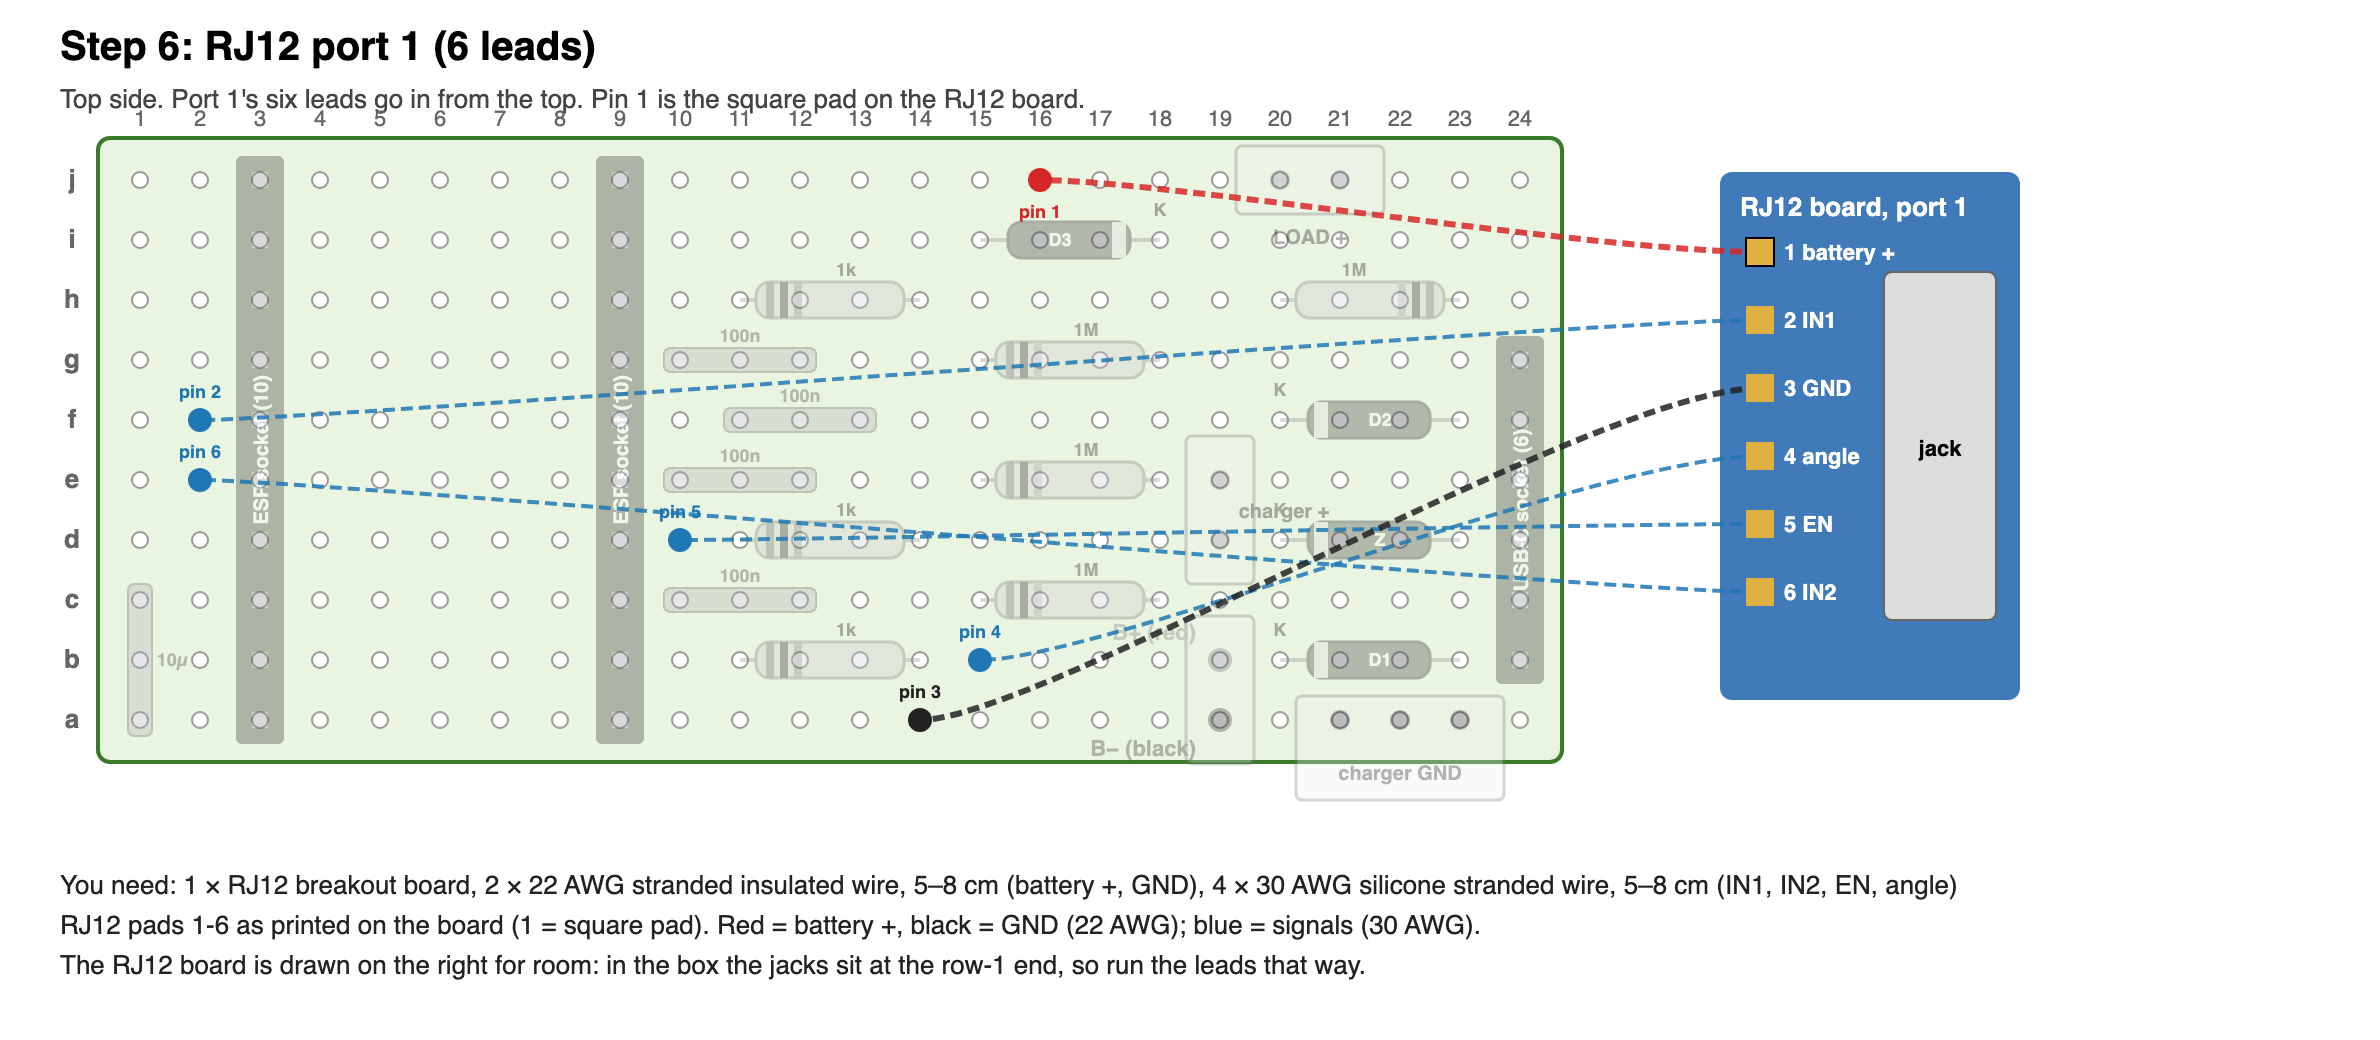 Step 6: RJ12 port 1 (6 leads)
Top side. Port 1's six leads go in from the top. Pin 1 is the square pad on the RJ12 board.
1 2 3 4 5 6 7 8 9 10 11 12 13 14 15 16 17 18 19 20 21 22 23 24
j
pin 1
K
RJ12 board, port 1
i
D3
LOAD +
1 battery +
1k
1M
h
2 IN1
100n
1M
g
pin 2
100n
K
3 GND
f
D2
ESP socket (10)
ESP socket (10)
USB-C socket (6)
pin 6
100n
1M
jack
4 angle
e
pin 5
1k
charger +
K
5 EN
d
Z
100n
1M
c
6 IN2
pin 4
1k
B+ (red)
K
b
10µ
D1
pin 3
a
B– (black)
charger GND
You need: 1 × RJ12 breakout board, 2 × 22 AWG stranded insulated wire, 5–8 cm (battery +, GND), 4 × 30 AWG silicone stranded wire, 5–8 cm (IN1, IN2, EN, angle)
RJ12 pads 1-6 as printed on the board (1 = square pad). Red = battery +, black = GND (22 AWG); blue = signals (30 AWG).
The RJ12 board is drawn on the right for room: in the box the jacks sit at the row-1 end, so run the leads that way.